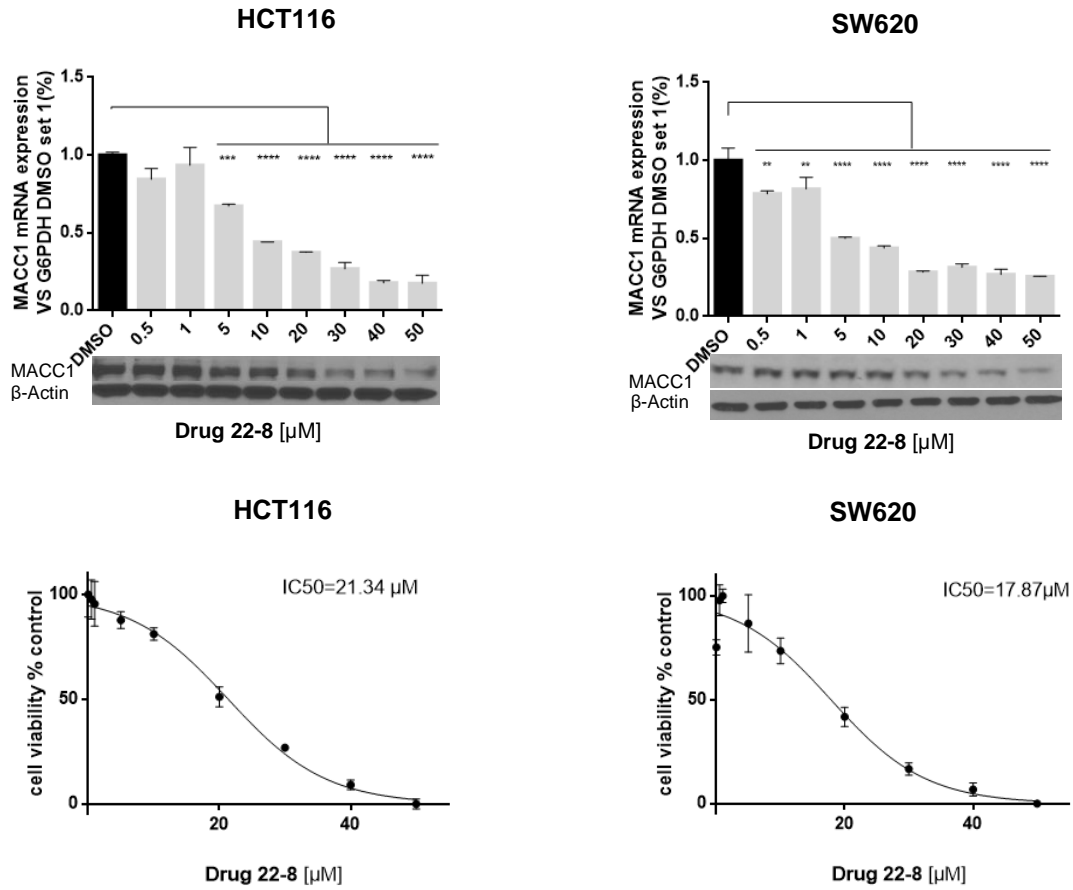 HCT116
MACC1 mRNA expression
VS G6PDH DMSO set 1(%)
1.5
1.0
0.5
0.0
*** **** **** **** **** ****
DMSO 0.5 1 5 10 20 30 40 50
MACC1
β-Actin
Drug 22-8 [µM]
SW620
MACC1 mRNA expression
VS G6PDH DMSO set 1(%)
1.5
1.0
0.5
0.0
** ** **** **** **** **** **** ****
DMSO 0.5 1 5 10 20 30 40 50
MACC1
β-Actin
Drug 22-8 [µM]
HCT116
IC50=21.34 µM
cell viability % control
100
50
0
20 40
Drug 22-8 [µM]
SW620
IC50=17.87µM
cell viability % control
100
50
0
20 40
Drug 22-8 [µM]